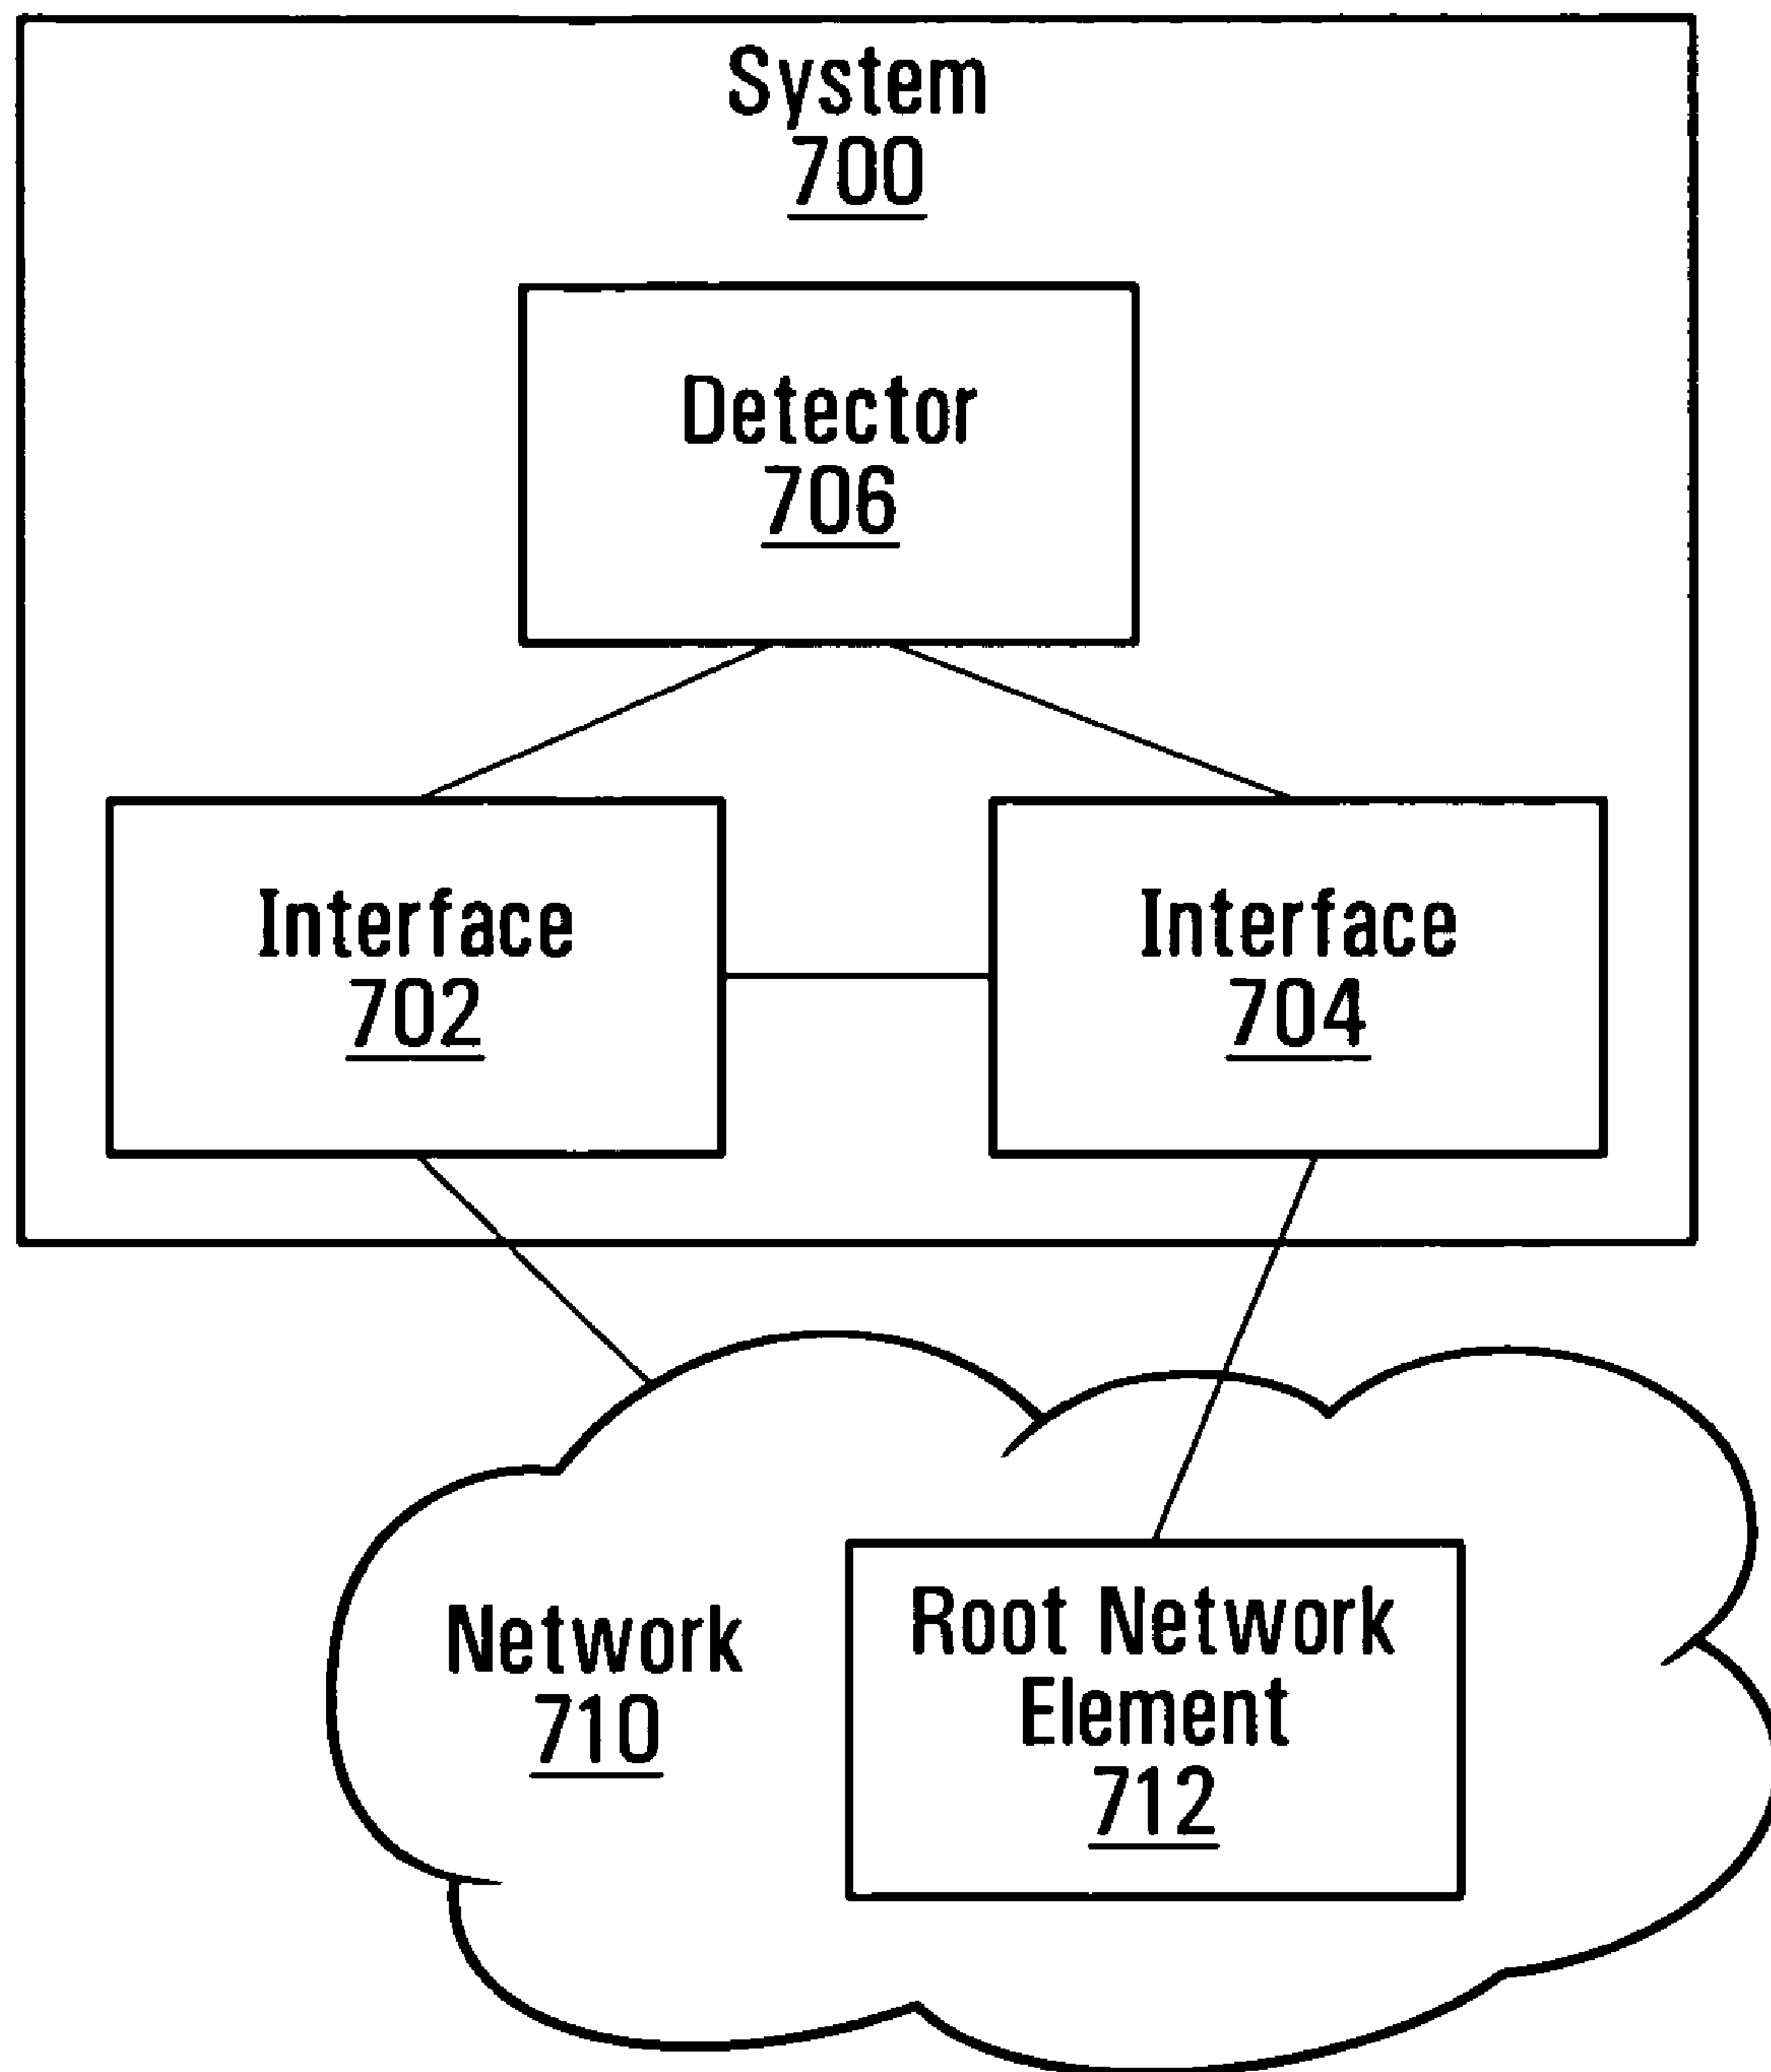 System
700
Detector
706
Interface
702
Interface
704
Network
710
Root Network
Element
712